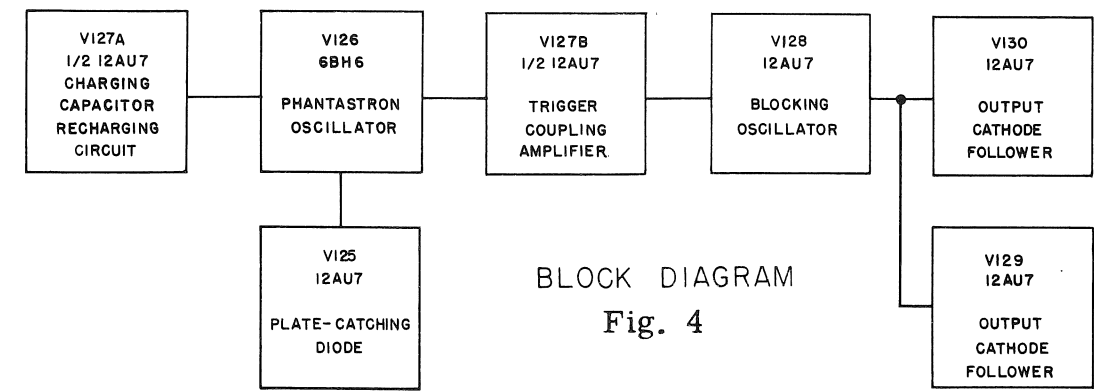 V127A
1/2 12AU7
CHARGING
CAPACITOR
RECHARGING
CIRCUIT
V126
6BH6
PHANTASTRON
OSCILLATOR
V127B
1/2 12AU7
TRIGGER
COUPLING
AMPLIFIER.
V128
12AU7
BLOCKING
OSCILLATOR
V130
12AU7
OUTPUT
CATHODE
FOLLOWER
V125
12AU7
PLATE-CATCHING
DIODE
V129
12AU7
OUTPUT
CATHODE
FOLLOWER
BLOCK DIAGRAM
Fig. 4